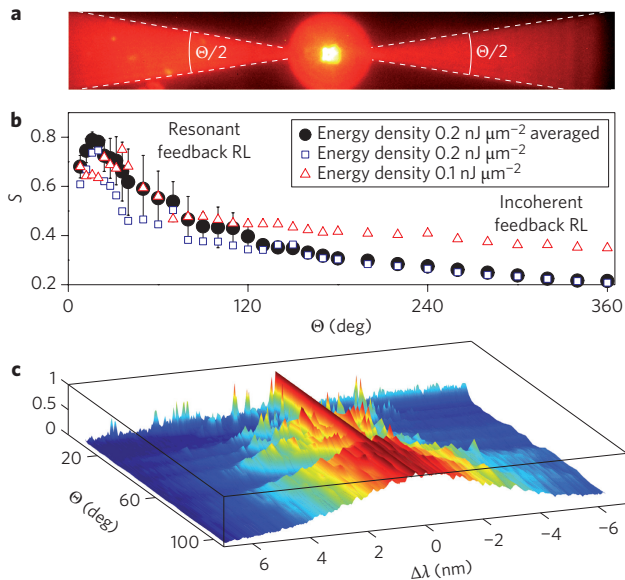 a
Θ/2
Θ/2
b
0.8
0.6
0.4
0.2
S
Resonant
feedback RL
Energy density 0.2 nJ μm⁻² averaged
Energy density 0.2 nJ μm⁻²
Energy density 0.1 nJ μm⁻²
Incoherent
feedback RL
0
120
240
360
Θ (deg)
c
1
0.5
0
20
60
100
Θ (deg)
6
4
2
0
−2
−4
−6
Δλ (nm)